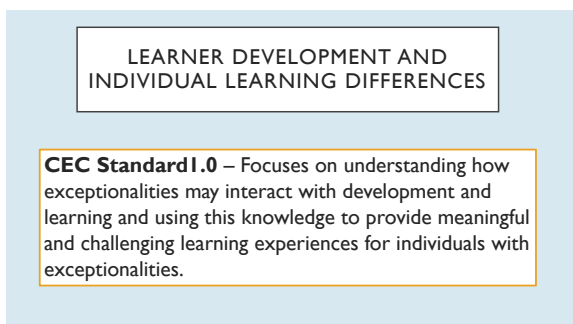 LEARNER DEVELOPMENT AND
INDIVIDUAL LEARNING DIFFERENCES
CEC Standard1.0 – Focuses on understanding how
exceptionalities may interact with development and
learning and using this knowledge to provide meaningful
and challenging learning experiences for individuals with
exceptionalities.